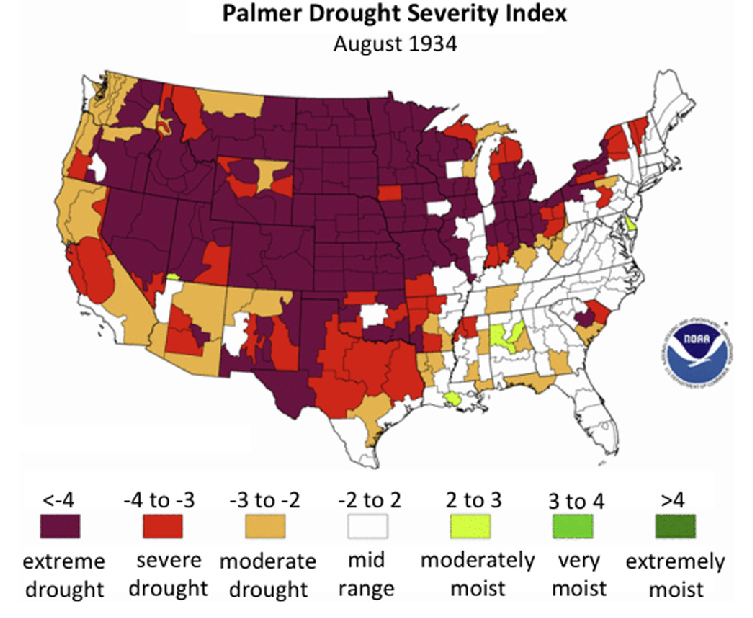 Palmer Drought Severity Index
August 1934
NOAA
<-4 -4 to -3 -3 to -2 -2 to 2 2 to 3 3 to 4 >4
extreme severe moderate mid moderately very extremely
drought drought drought range moist moist moist